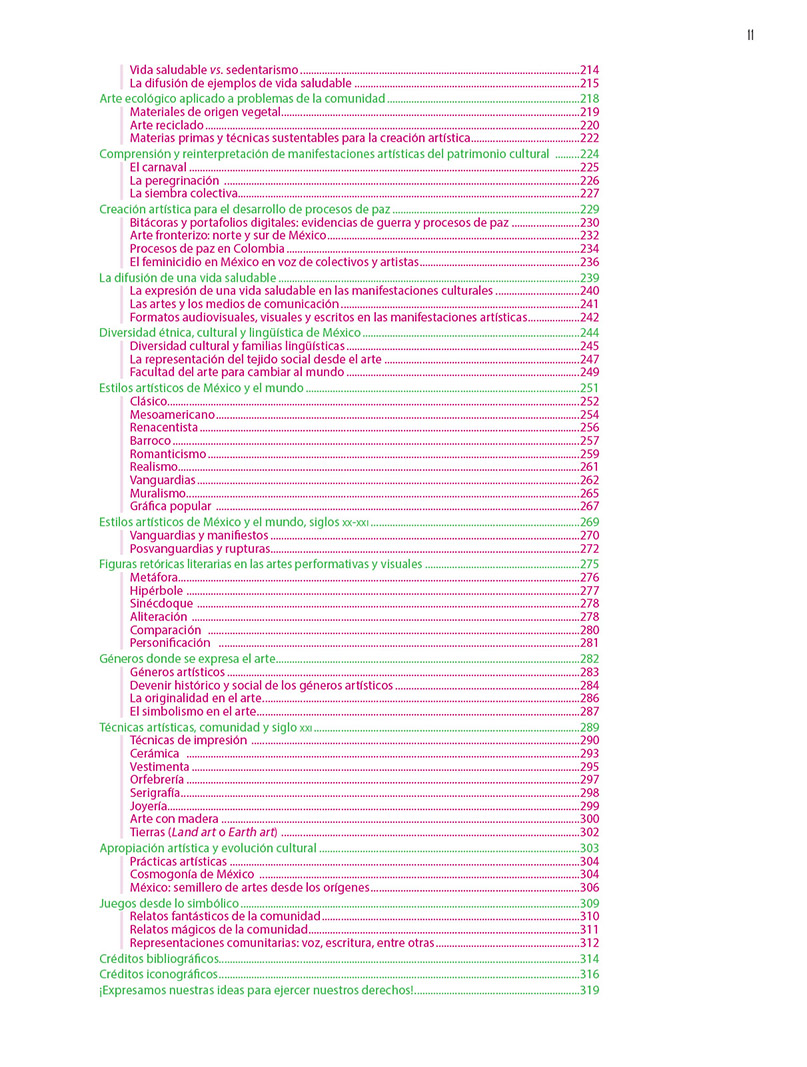 11
Vida saludable vs. sedentarismo 214
La difusión de ejemplos de vida saludable 215
Arte ecológico aplicado a problemas de la comunidad 218
Materiales de origen vegetal 219
Arte reciclado 220
Materias primas y técnicas sustentables para la creación artística 222
Comprensión y reinterpretación de manifestaciones artísticas del patrimonio cultural 224
El carnaval 225
La peregrinación 226
La siembra colectiva 227
Creación artística para el desarrollo de procesos de paz 229
Bitácoras y portafolios digitales: evidencias de guerra y procesos de paz 230
Arte fronterizo: norte y sur de México 232
Procesos de paz en Colombia 234
El feminicidio en México en voz de colectivos y artistas 236
La difusión de una vida saludable 239
La expresión de una vida saludable en las manifestaciones culturales 240
Las artes y los medios de comunicación 241
Formatos audiovisuales, visuales y escritos en las manifestaciones artísticas 242
Diversidad étnica, cultural y lingüística de México 244
Diversidad cultural y familias lingüísticas 245
La representación del tejido social desde el arte 247
Facultad del arte para cambiar al mundo 249
Estilos artísticos de México y el mundo 251
Clásico 252
Mesoamericano 254
Renacentista 256
Barroco 257
Romanticismo 259
Realismo 261
Vanguardias 262
Muralismo 265
Gráfica popular 267
Estilos artísticos de México y el mundo, siglos XX-XXI 269
Vanguardias y manifiestos 270
Posvanguardias y rupturas 272
Figuras retóricas literarias en las artes performativas y visuales 275
Metáfora 276
Hipérbole 277
Sinécdoque 278
Aliteración 278
Comparación 280
Personificación 281
Géneros donde se expresa el arte 282
Géneros artísticos 283
Devenir histórico y social de los géneros artísticos 284
La originalidad en el arte 286
El simbolismo en el arte 287
Técnicas artísticas, comunidad y siglo XXI 289
Técnicas de impresión 290
Cerámica 293
Vestimenta 295
Orfebrería 297
Serigrafía 298
Joyería 299
Arte con madera 300
Tierras (Land art o Earth art) 302
Apropiación artística y evolución cultural 303
Prácticas artísticas 304
Cosmogonía de México 304
México: semillero de artes desde los orígenes 306
Juegos desde lo simbólico 309
Relatos fantásticos de la comunidad 310
Relatos mágicos de la comunidad 311
Representaciones comunitarias: voz, escritura, entre otras 312
Créditos bibliográficos 314
Créditos iconográficos 316
¡Expresamos nuestras ideas para ejercer nuestros derechos! 319